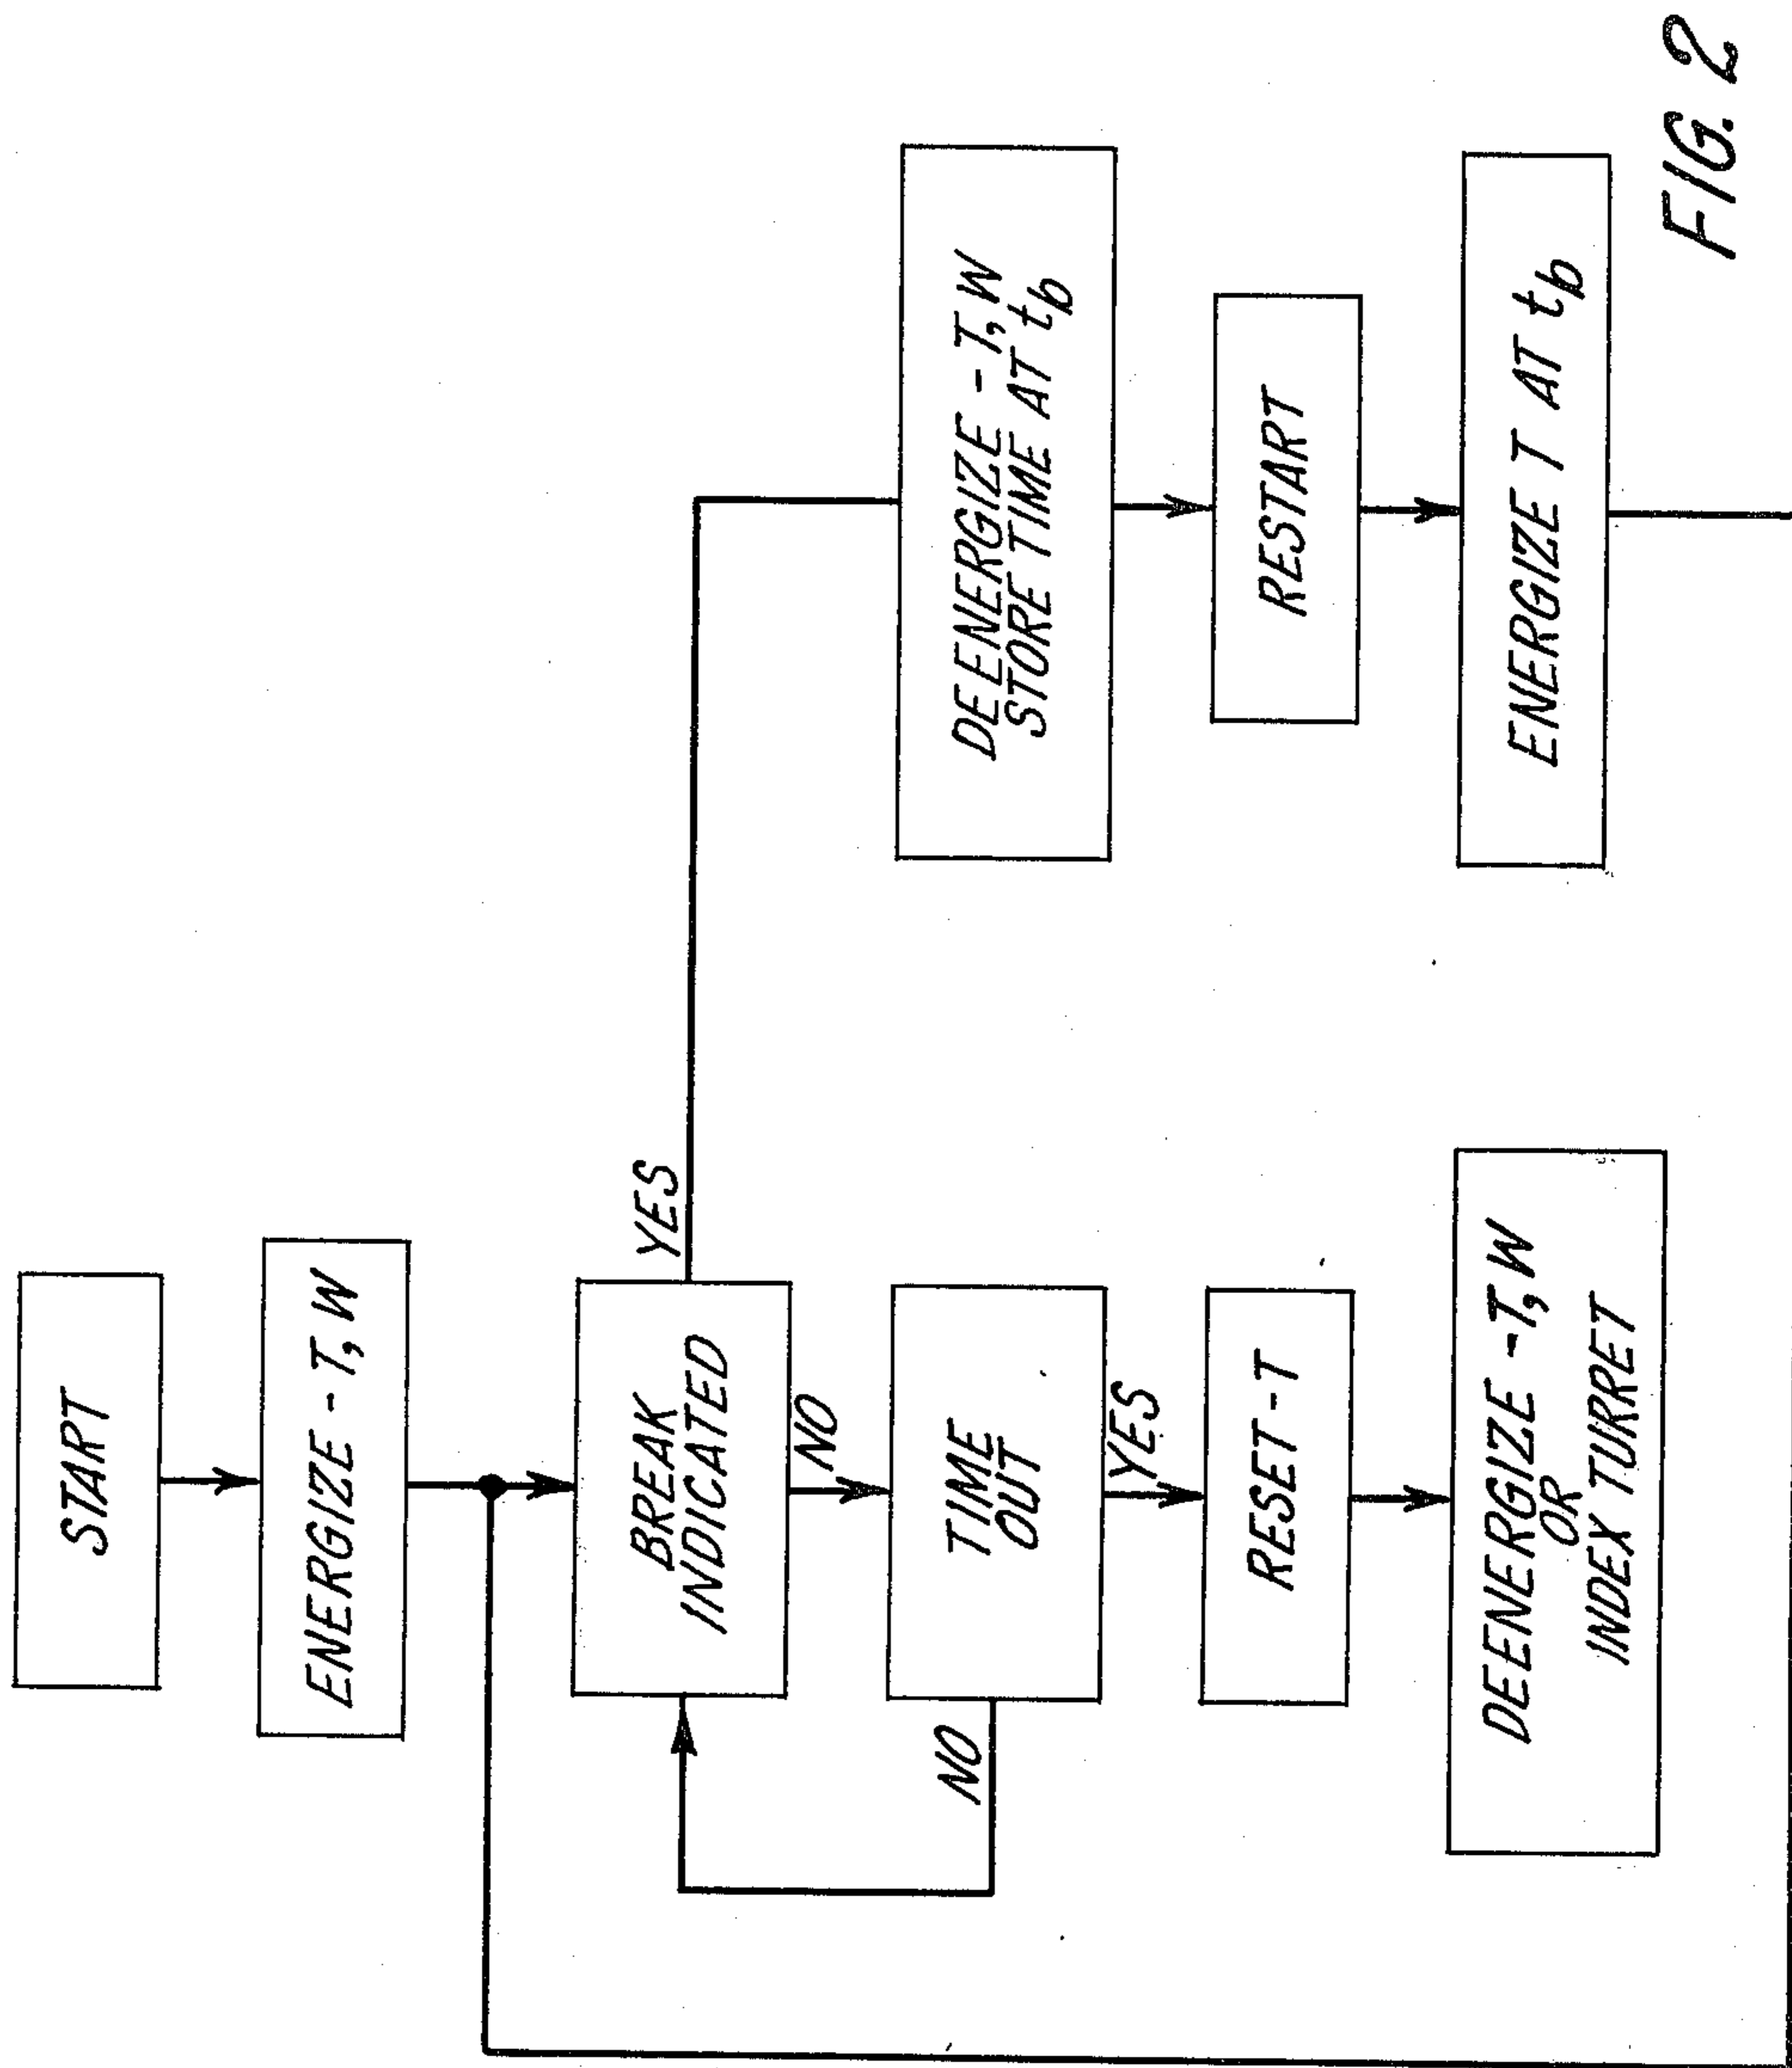 START
ENERGIZE - T, W
BREAK
INDICATED
YES
NO
TIME
OUT
NO
YES
RESET - T
DEENERGIZE - T, W
OR
INDEX TURRET
DEENERGIZE - T, W
STORE TIME AT tb
RESTART
ENERGIZE T AT tb
FIG. 2